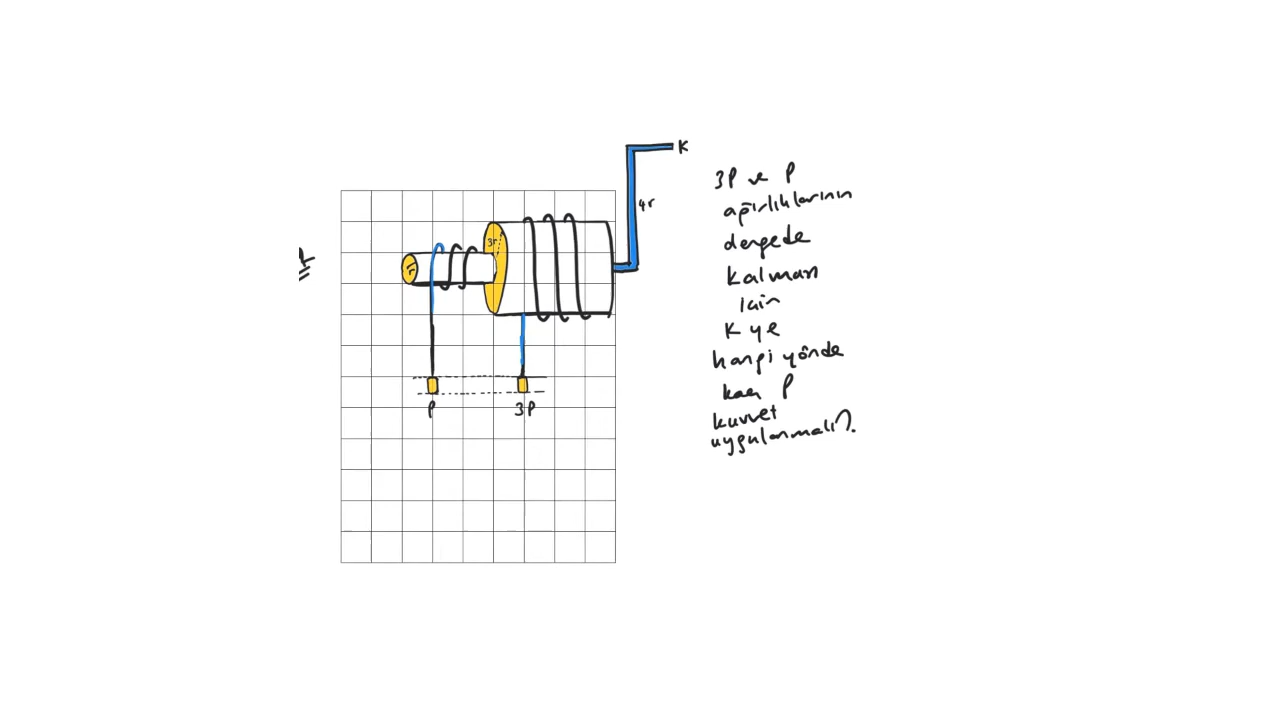 K
4r
3r
r
P
3P
3P ve P
ağırlıklarının
dengede
kalması
için
K ye
hangi yönde
kaç P
kuvvet
uygulanmalı?